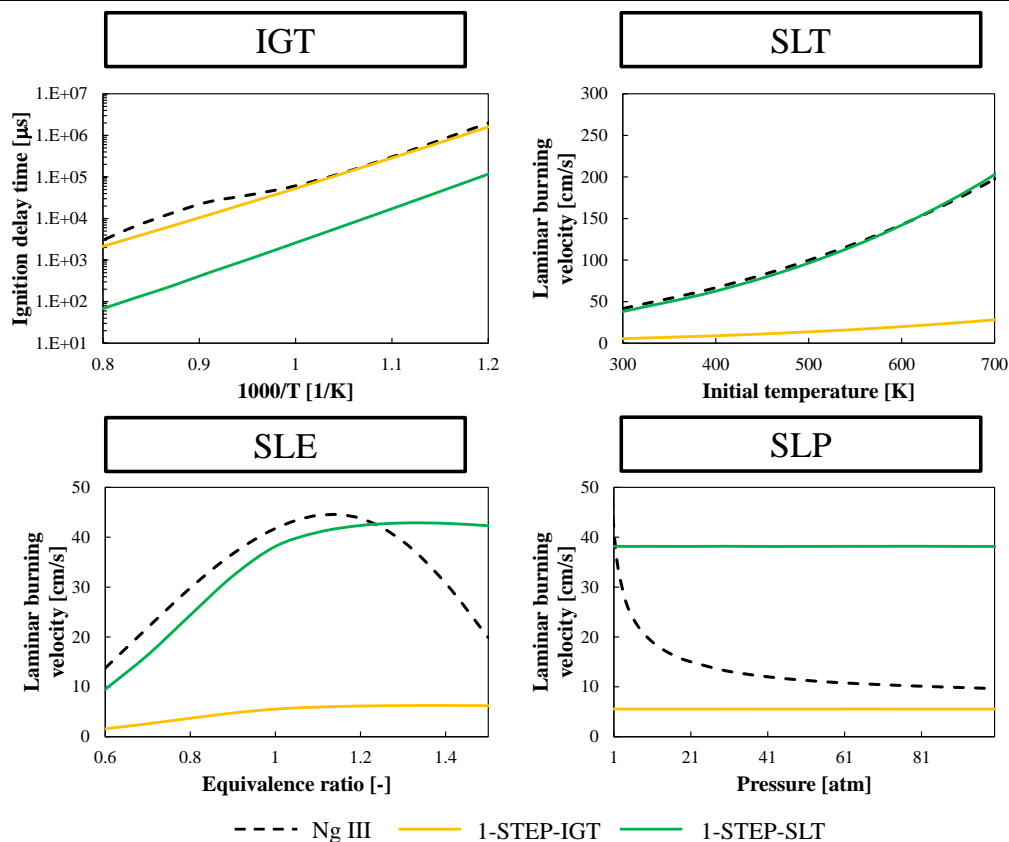 IGT
SLT
Ignition delay time [µs]
1.E+07
1.E+06
1.E+05
1.E+04
1.E+03
1.E+02
1.E+01
0.8
0.9
1
1.1
1.2
1000/T [1/K]
Laminar burning
velocity [cm/s]
300
250
200
150
100
50
0
300
400
500
600
700
Initial temperature [K]
SLE
SLP
Laminar burning
velocity [cm/s]
50
40
30
20
10
0
0.6
0.8
1
1.2
1.4
Equivalence ratio [-]
Laminar burning
velocity [cm/s]
50
40
30
20
10
0
1
21
41
61
81
Pressure [atm]
Ng III
1-STEP-IGT
1-STEP-SLT